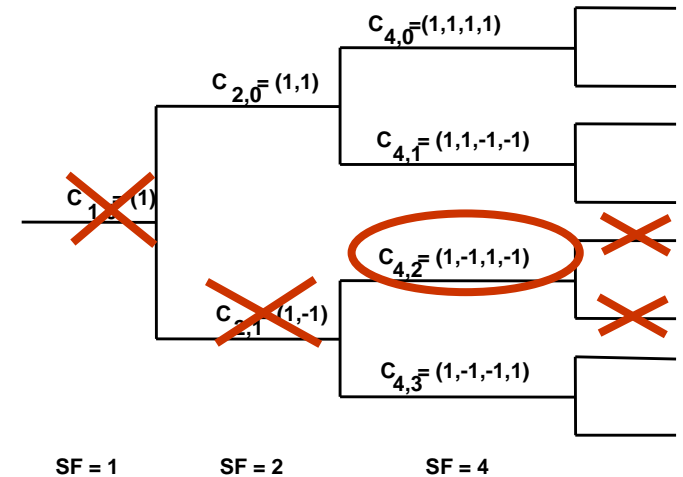 C4,0=(1,1,1,1)
C2,0= (1,1)
C4,1= (1,1,-1,-1)
C1,0= (1)
C4,2= (1,-1,1,-1)
C2,1= (1,-1)
C4,3= (1,-1,-1,1)
SF = 1 SF = 2 SF = 4